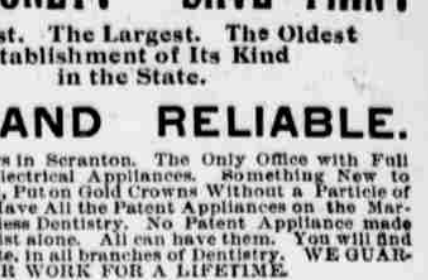 st. The Largest. The Oldest
tablishment of Its Kind
in the State.
AND RELIABLE.
s in Scranton. The Only Office with Full
lectrical Appliances. Something New to
, Put on Gold Crowns Without a Particle of
Have All the Patent Appliances on the Mar-
less Dentistry. No Patent Appliance made
ist alone. All can have them. You will find
te, in all branches of Dentistry. WE GUAR-
R WORK FOR A LIFETIME.